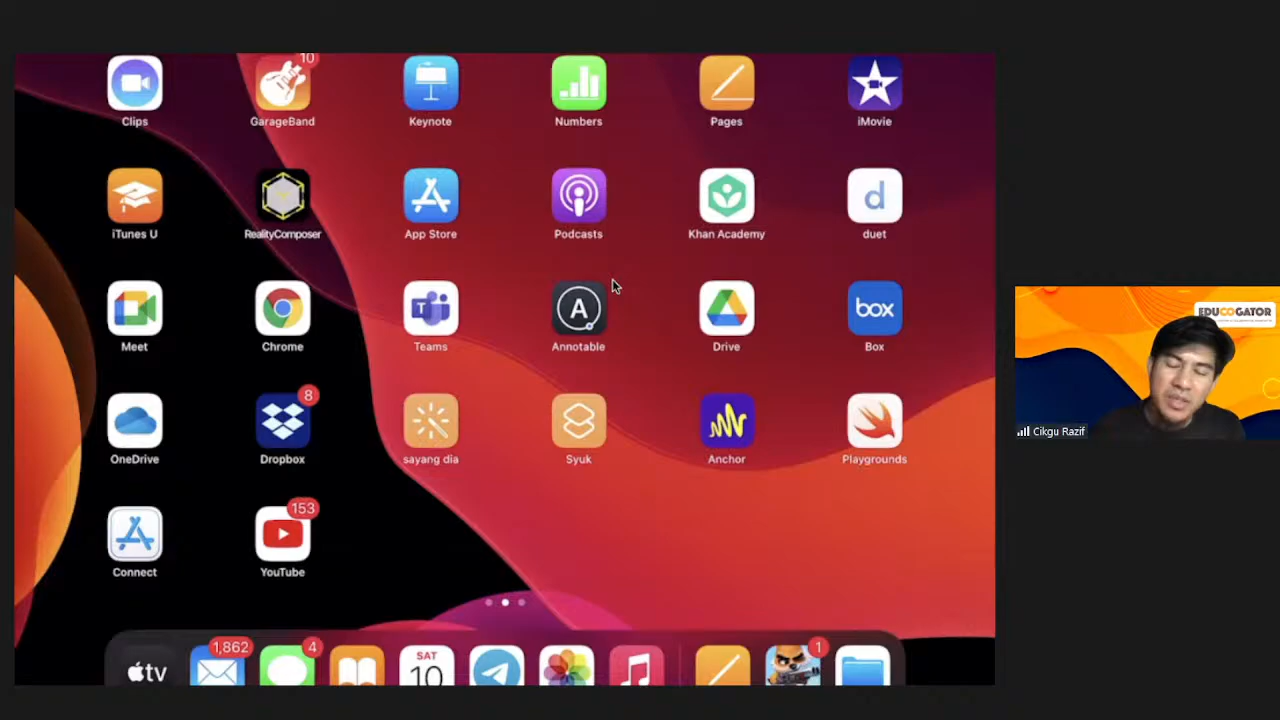 10
Clips
GarageBand
Keynote
Numbers
Pages
iMovie
iTunes U
RealityComposer
App Store
Podcasts
Khan Academy
d
duet
EDUCOGATOR
T
A
box
Meet
Chrome
Teams
Annotable
Drive
Box
Cikgu Razif
8
OneDrive
Dropbox
sayang dia
Syuk
Anchor
Playgrounds
153
Connect
YouTube
1,862
4
1
tv
SAT
10